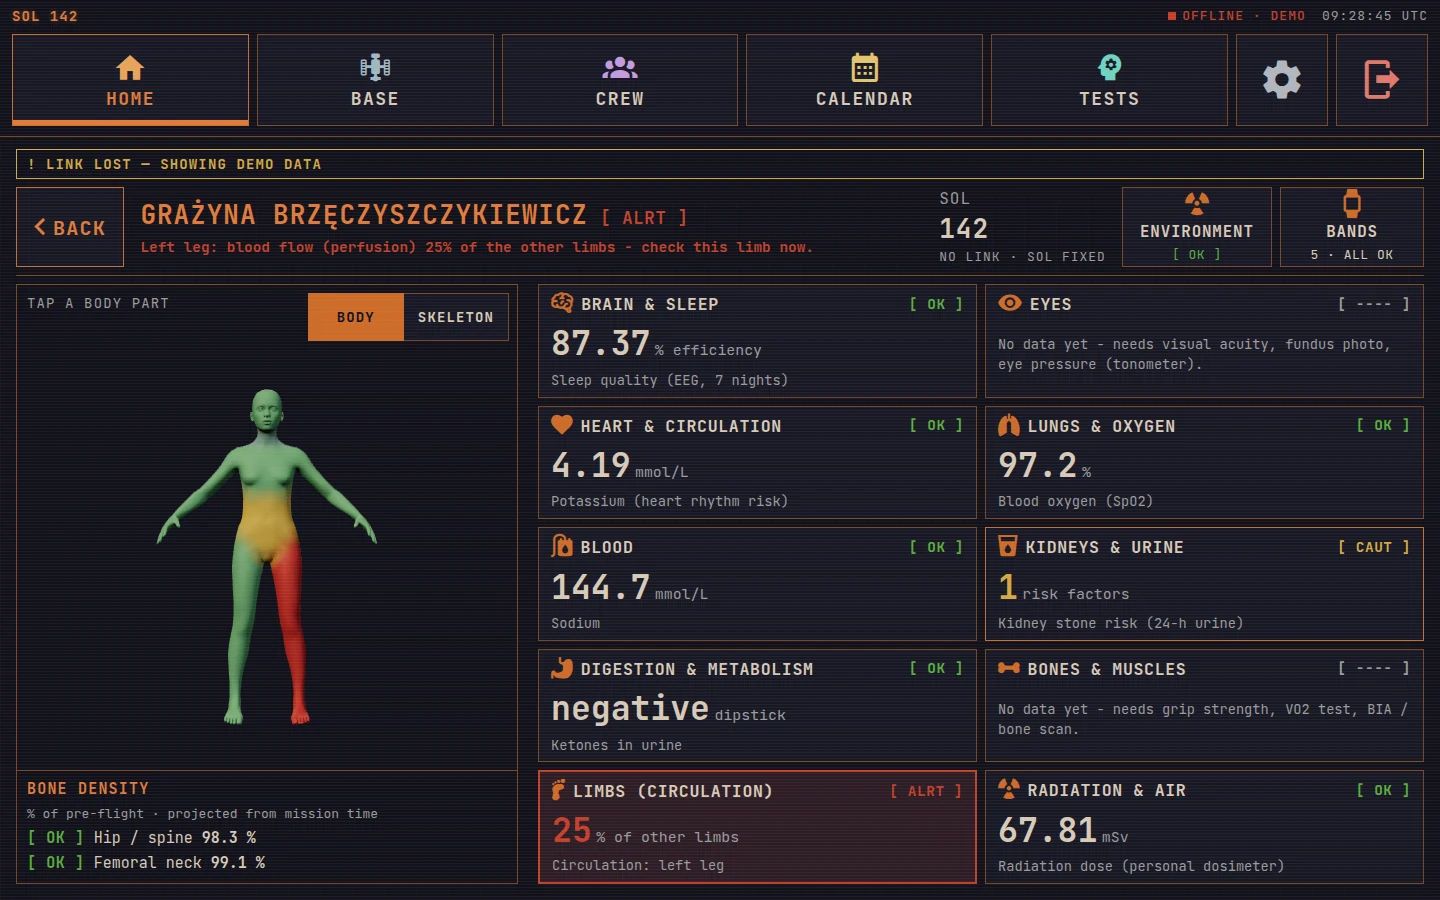 SOL 142
OFFLINE · DEMO 09:28:45 UTC
HOME
BASE
CREW
CALENDAR
TESTS
! LINK LOST — SHOWING DEMO DATA
BACK
GRAŻYNA BRZĘCZYSZCZYKIEWICZ [ ALRT ]
Left leg: blood flow (perfusion) 25% of the other limbs - check this limb now.
SOL
142
NO LINK · SOL FIXED
ENVIRONMENT
[ OK ]
BANDS
5 · ALL OK
TAP A BODY PART
BODY
SKELETON
BONE DENSITY
% of pre-flight · projected from mission time
[ OK ] Hip / spine 98.3 %
[ OK ] Femoral neck 99.1 %
BRAIN & SLEEP [ OK ]
87.37 % efficiency
Sleep quality (EEG, 7 nights)
EYES [ ---- ]
No data yet - needs visual acuity, fundus photo,
eye pressure (tonometer).
HEART & CIRCULATION [ OK ]
4.19 mmol/L
Potassium (heart rhythm risk)
LUNGS & OXYGEN [ OK ]
97.2 %
Blood oxygen (SpO2)
BLOOD [ OK ]
144.7 mmol/L
Sodium
KIDNEYS & URINE [ CAUT ]
1 risk factors
Kidney stone risk (24-h urine)
DIGESTION & METABOLISM [ OK ]
negative dipstick
Ketones in urine
BONES & MUSCLES [ ---- ]
No data yet - needs grip strength, VO2 test, BIA /
bone scan.
LIMBS (CIRCULATION) [ ALRT ]
25 % of other limbs
Circulation: left leg
RADIATION & AIR [ OK ]
67.81 mSv
Radiation dose (personal dosimeter)